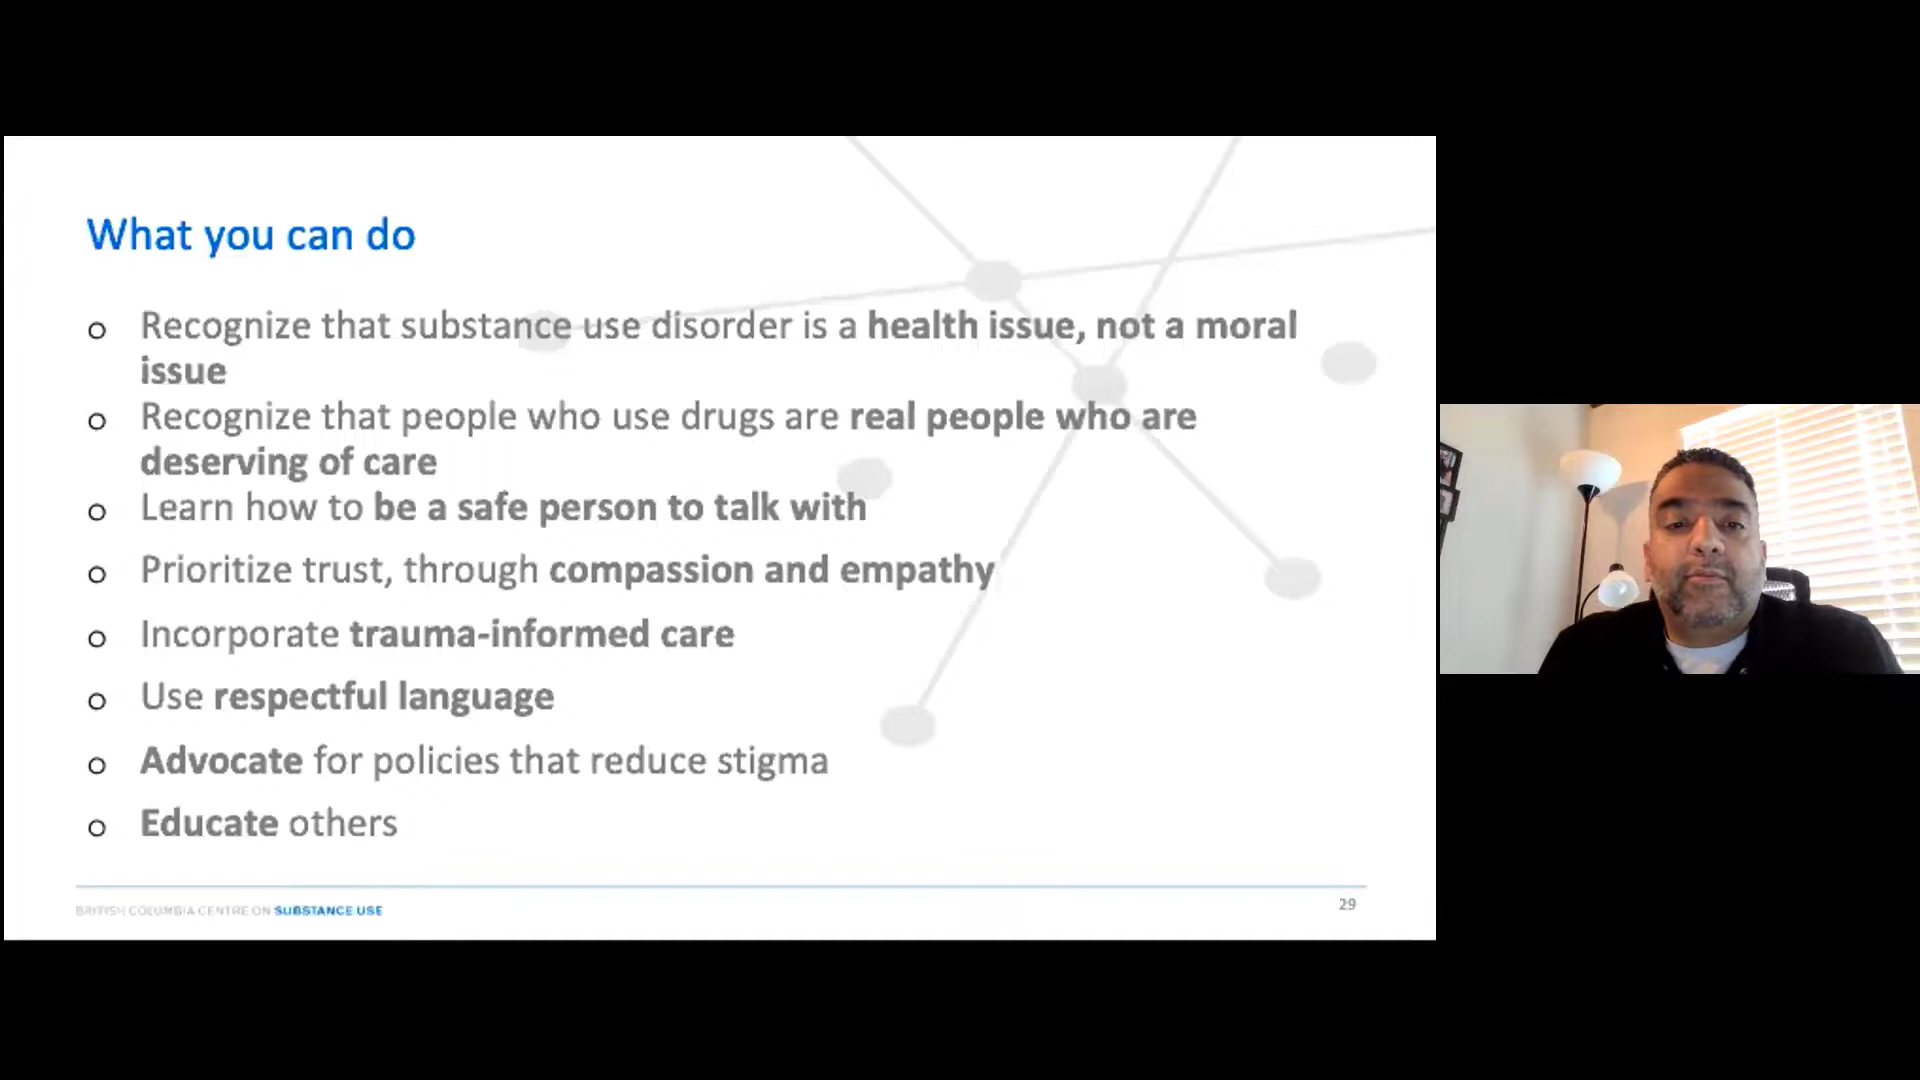 What you can do
o Recognize that substance use disorder is a health issue, not a moral
issue
o Recognize that people who use drugs are real people who are
deserving of care
o Learn how to be a safe person to talk with
o Prioritize trust, through compassion and empathy
o Incorporate trauma-informed care
o Use respectful language
o Advocate for policies that reduce stigma
o Educate others
BRITISH COLUMBIA CENTRE ON SUBSTANCE USE
29